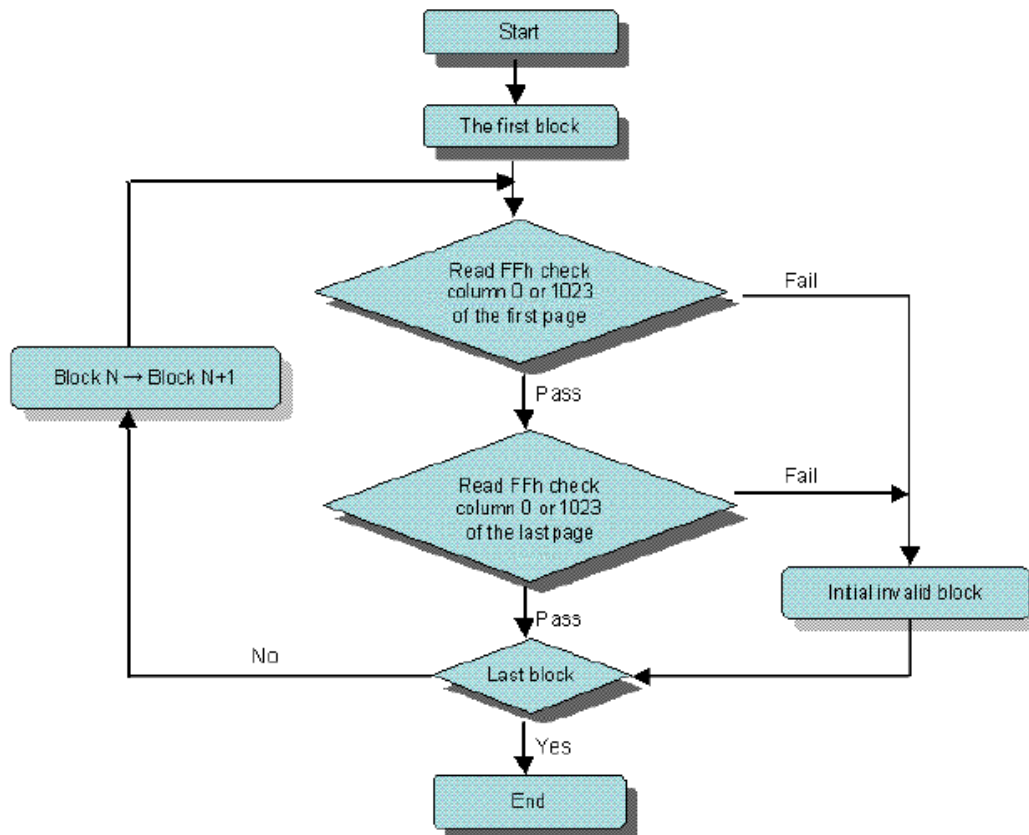 Start
The first block
Read FFh check
column 0 or 1023
of the first page
Fail
Block N → Block N+1
Pass
Read FFh check
column 0 or 1023
of the last page
Fail
Initial invalid block
Pass
No
Last block
Yes
End